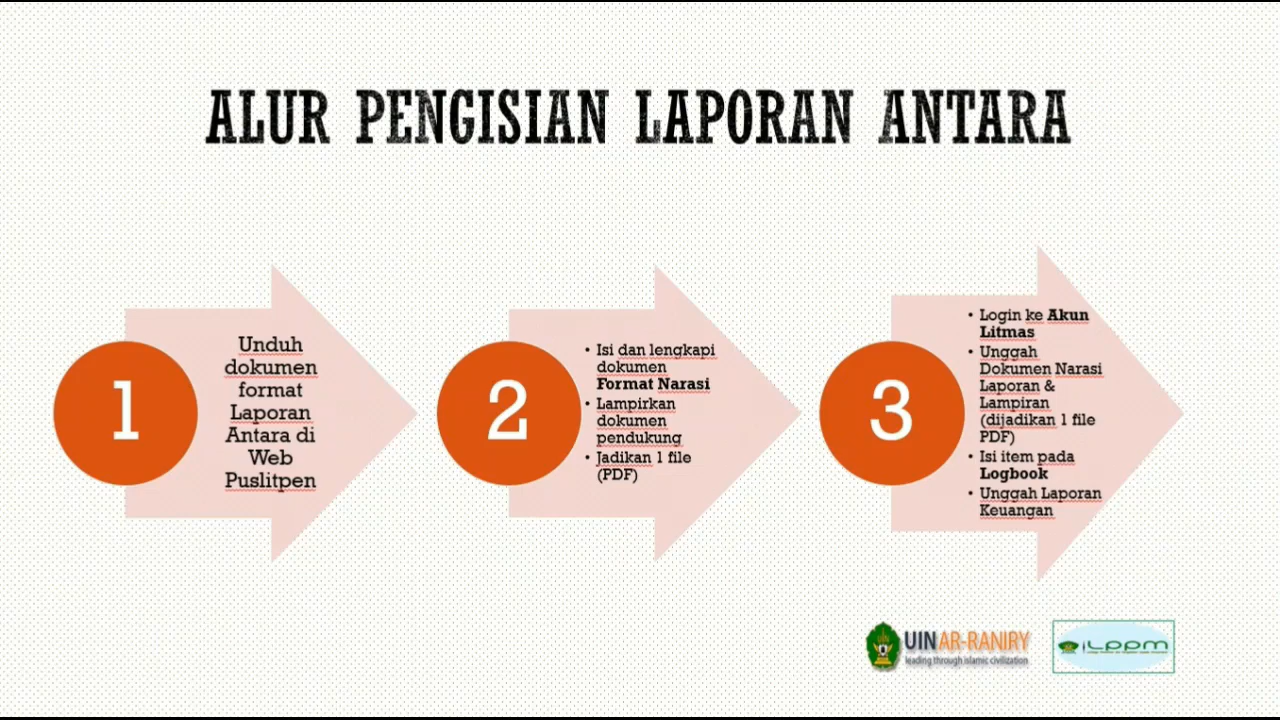 ALUR PENGISIAN LAPORAN ANTARA
1
Unduh
dokumen
format
Laporan
Antara di
Web
Puslitpen
2
• Isi dan lengkapi
dokumen
Format Narasi
• Lampirkan
dokumen
pendukung
• Jadikan 1 file
(PDF)
3
• Login ke Akun
Litmas
• Unggah
Dokumen Narasi
Laporan &
Lampiran
(dijadikan 1 file
PDF)
• Isi item pada
Logbook
• Unggah Laporan
Keuangan
UIN AR-RANIRY
leading through islamic civilization
LPPM